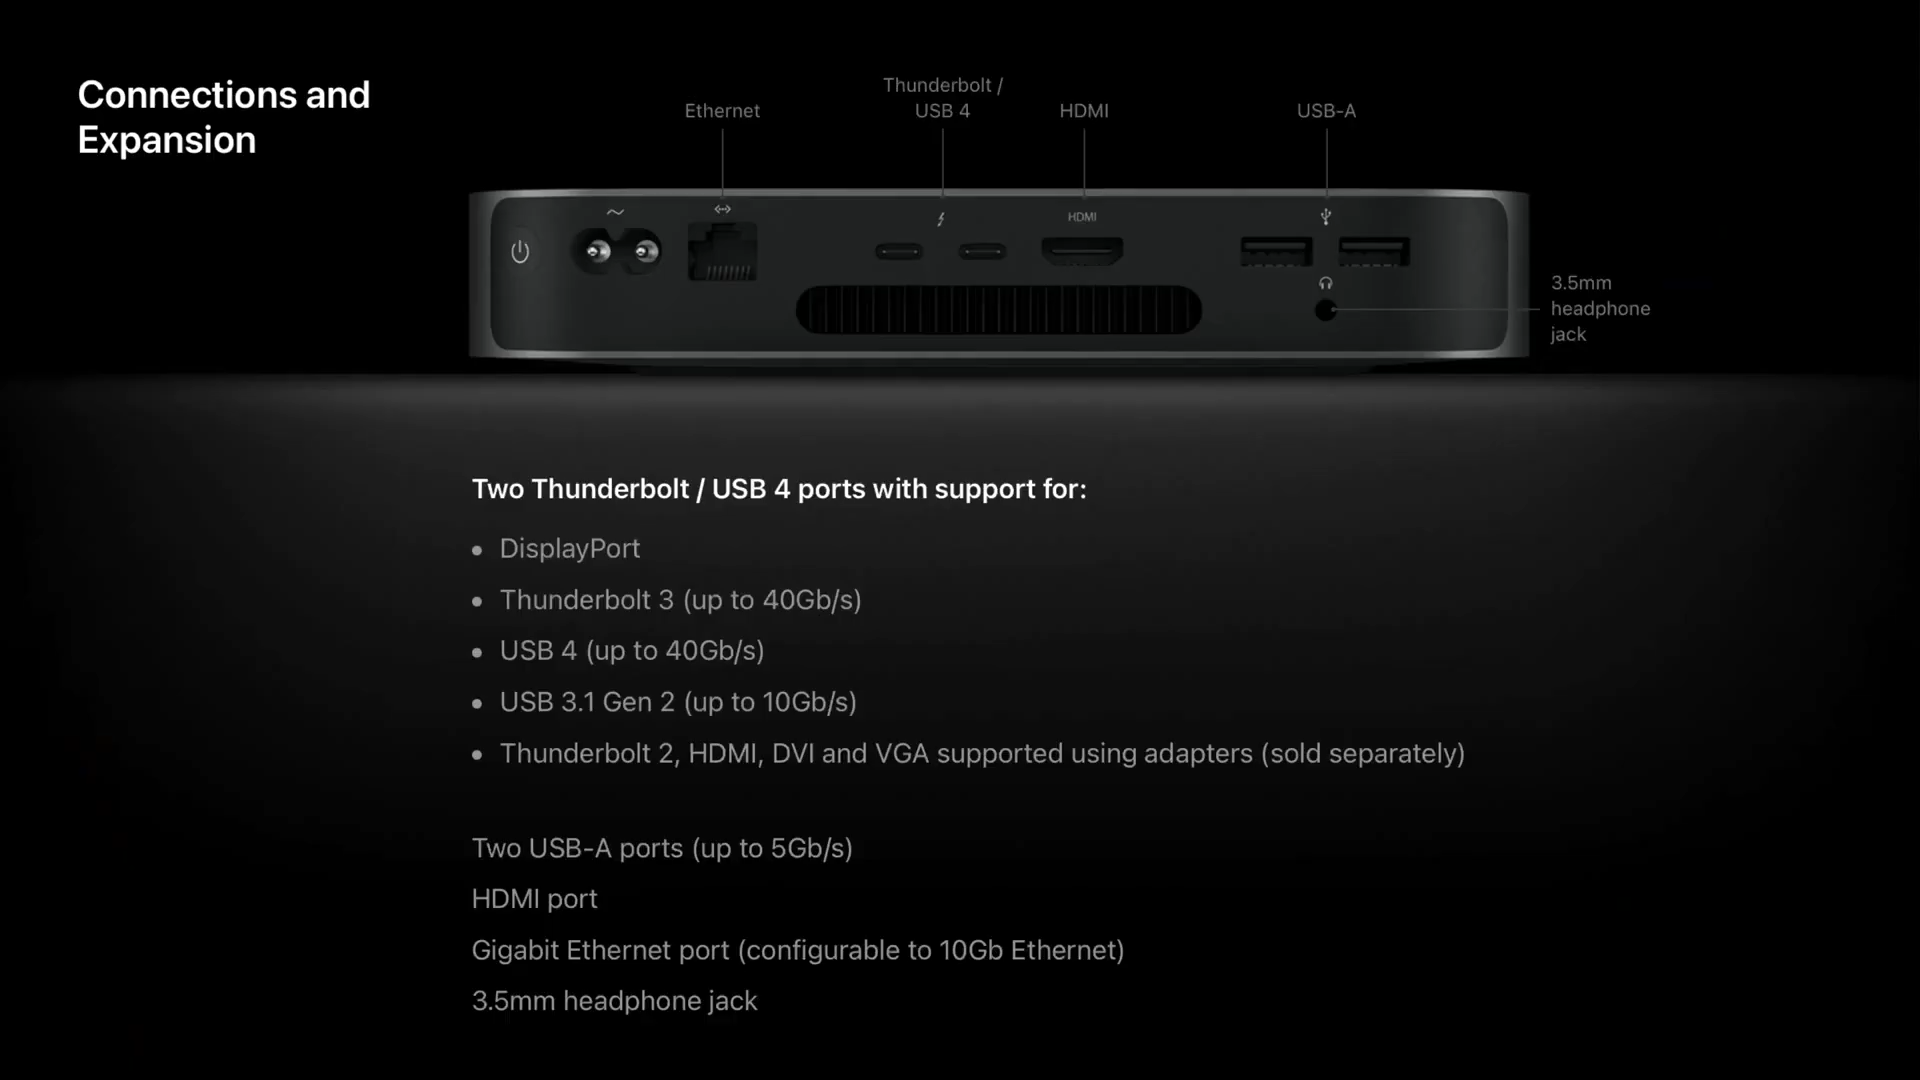 Connections and
Expansion
Ethernet
Thunderbolt /
USB 4
HDMI
USB-A
HDMI
3.5mm
headphone
jack
Two Thunderbolt / USB 4 ports with support for:
• DisplayPort
• Thunderbolt 3 (up to 40Gb/s)
• USB 4 (up to 40Gb/s)
• USB 3.1 Gen 2 (up to 10Gb/s)
• Thunderbolt 2, HDMI, DVI and VGA supported using adapters (sold separately)
Two USB-A ports (up to 5Gb/s)
HDMI port
Gigabit Ethernet port (configurable to 10Gb Ethernet)
3.5mm headphone jack